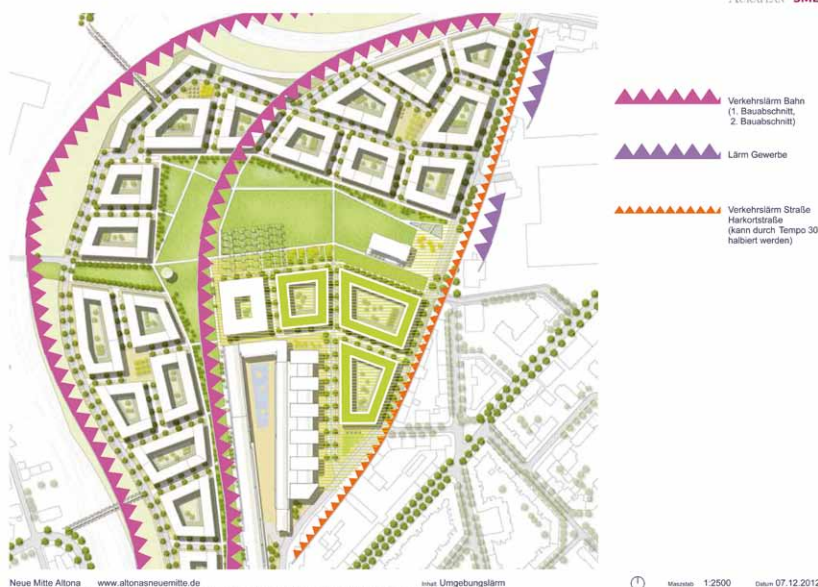 Verkehrslärm Bahn
(1. Bauabschnitt,
2. Bauabschnitt)
Lärm Gewerbe
Verkehrslärm Straße
Harkortstraße
(kann durch Tempo 30
halbiert werden)
Neue Mitte Altona www.altonasneuemitte.de Inhalt Umgebungslärm Maszstab 1:2500 Datum 07.12.2012